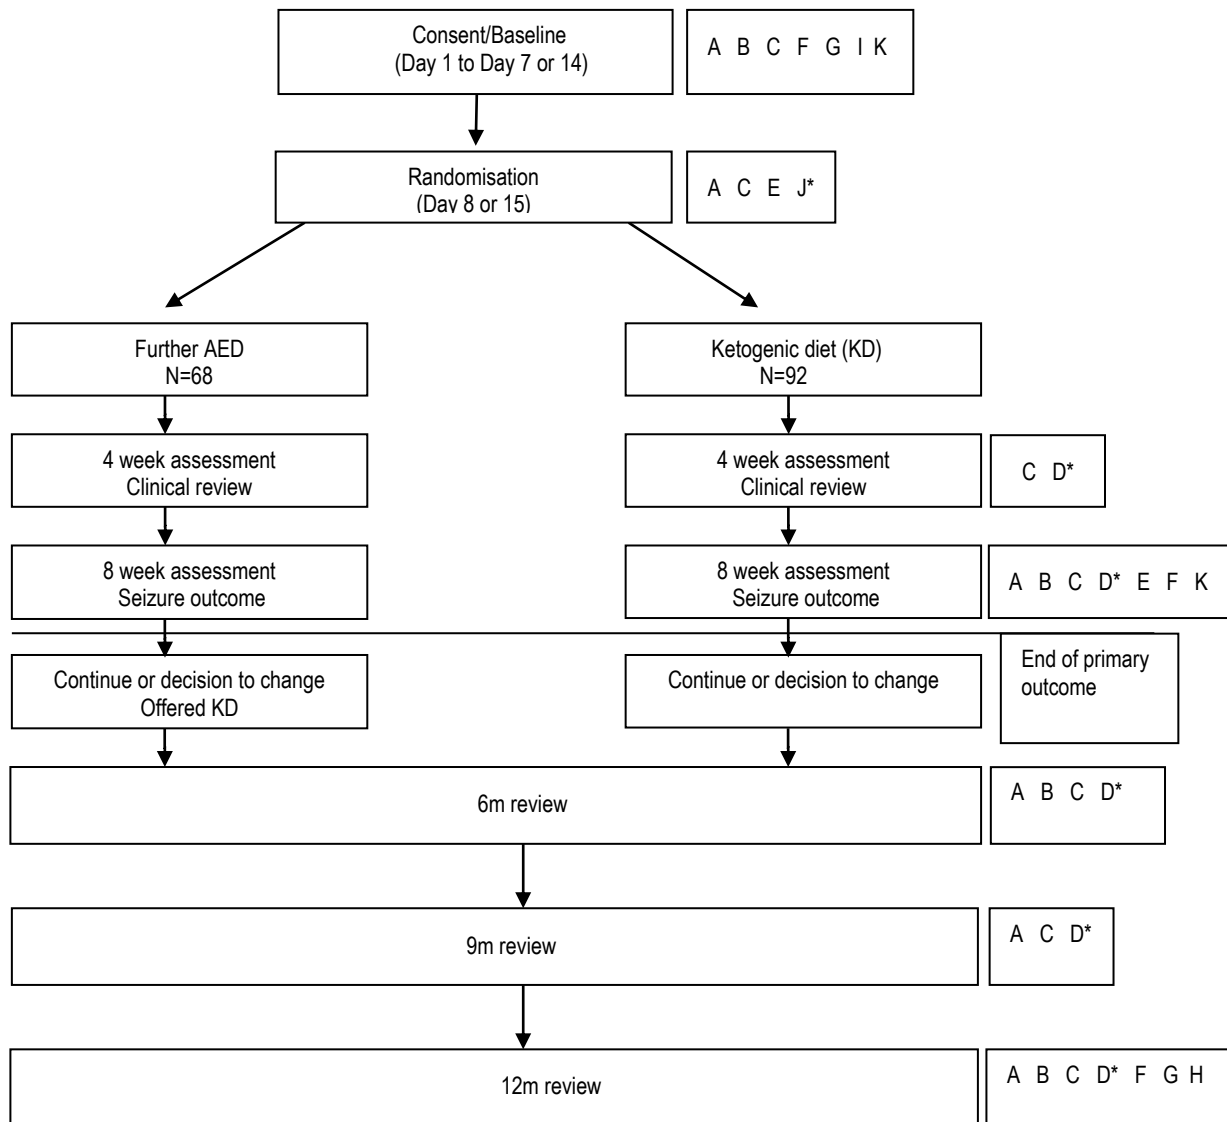 Consent/Baseline
(Day 1 to Day 7 or 14)
A B C F G I K
Randomisation
(Day 8 or 15)
A C E J*
Further AED
N=68
Ketogenic diet (KD)
N=92
4 week assessment
Clinical review
4 week assessment
Clinical review
C D*
8 week assessment
Seizure outcome
8 week assessment
Seizure outcome
A B C D* E F K
Continue or decision to change
Offered KD
Continue or decision to change
End of primary
outcome
6m review
A B C D*
9m review
A C D*
12m review
A B C D* F G H